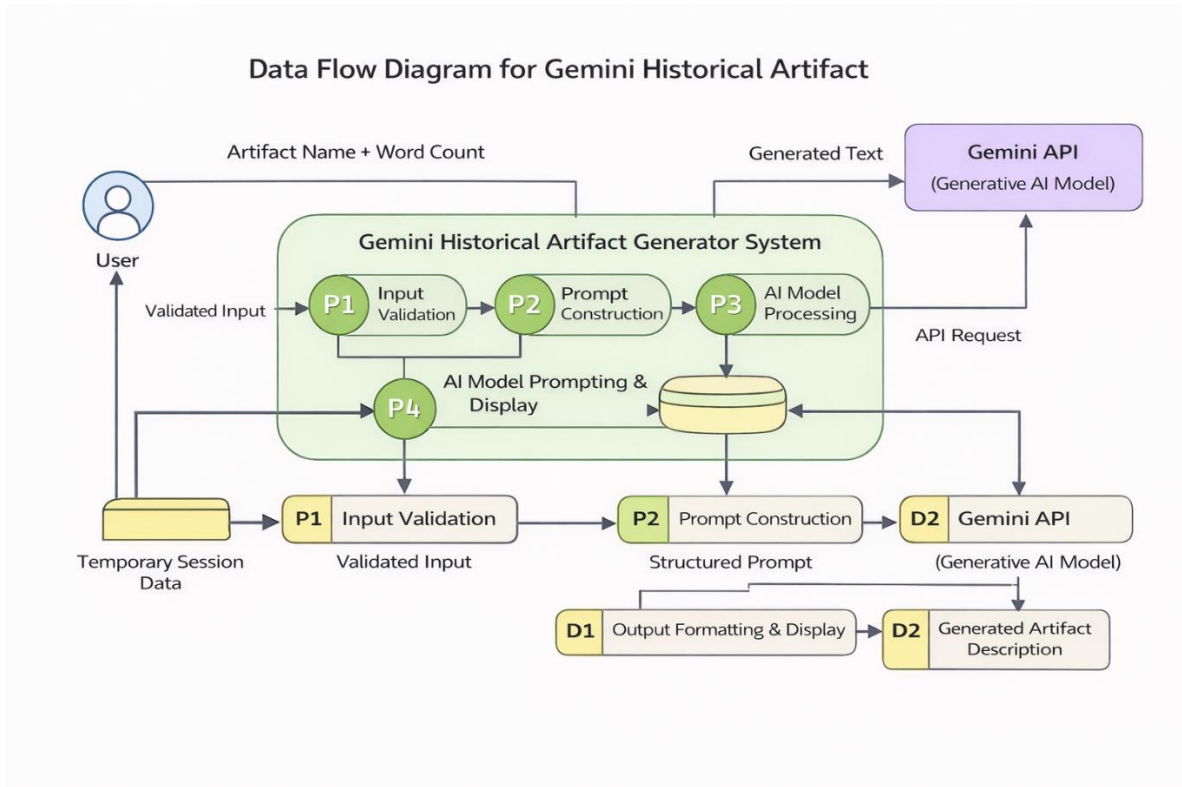 Data Flow Diagram for Gemini Historical Artifact
Artifact Name + Word Count
Generated Text
Gemini API
(Generative AI Model)
User
Gemini Historical Artifact Generator System
Validated Input
P1
Input
Validation
P2
Prompt
Construction
P3
AI Model
Processing
API Request
P4
AI Model Prompting &
Display
P1 Input Validation
P2 Prompt Construction
D2 Gemini API
Temporary Session
Data
Validated Input
Structured Prompt
(Generative AI Model)
D1 Output Formatting & Display
D2 Generated Artifact
Description